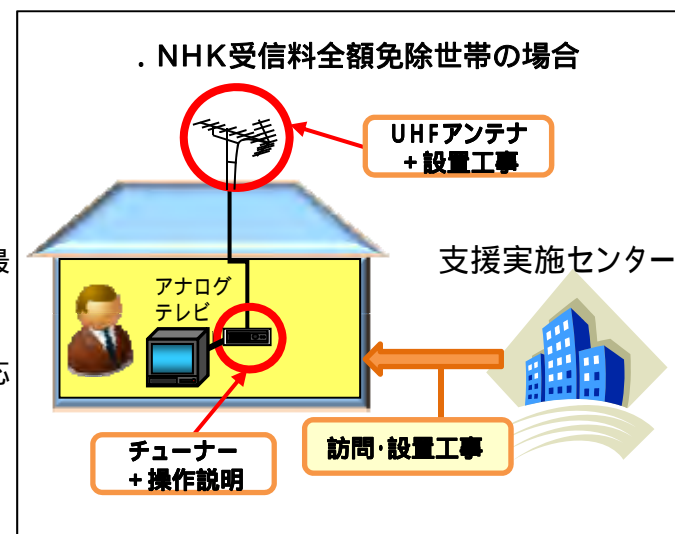 ．NHK受信料全額免除世帯の場合
UHFアンテナ
＋設置工事
最
支援実施センター
アナログ
テレビ
応
チューナー
＋操作説明
訪問・設置工事